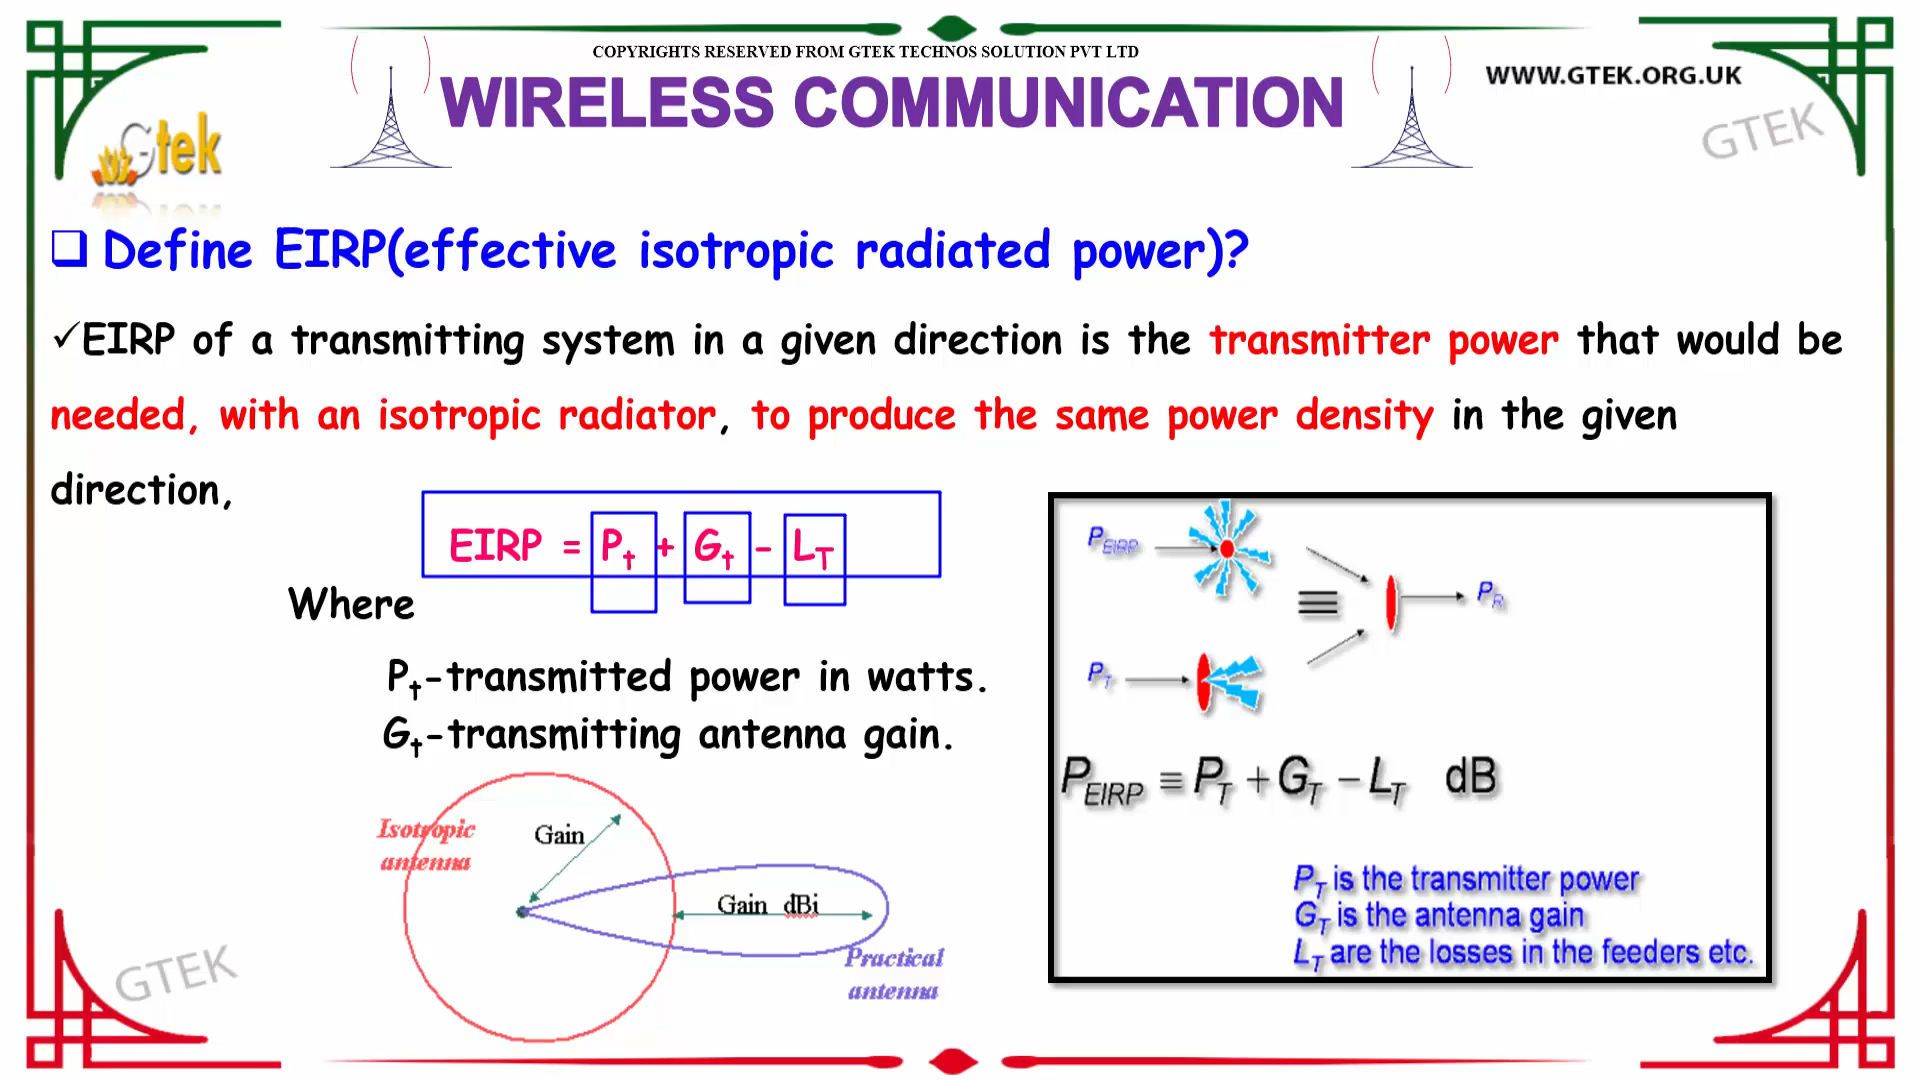 COPYRIGHTS RESERVED FROM GTEK TECHNOS SOLUTION PVT LTD
WWW.GTEK.ORG.UK
WIRELESS COMMUNICATION
GTEK
Gtek
❑ Define EIRP(effective isotropic radiated power)?
✓EIRP of a transmitting system in a given direction is the transmitter power that would be
needed, with an isotropic radiator, to produce the same power density in the given
direction,
EIRP = Pt + Gt - LT
Where
Pt-transmitted power in watts.
Gt-transmitting antenna gain.
Isotropic
antenna
Gain
Gain dBi
Practical
antenna
PEIRP
PR
PT
PEIRP ≡ PT + GT − LT dB
PT is the transmitter power
GT is the antenna gain
LT are the losses in the feeders etc.
GTEK